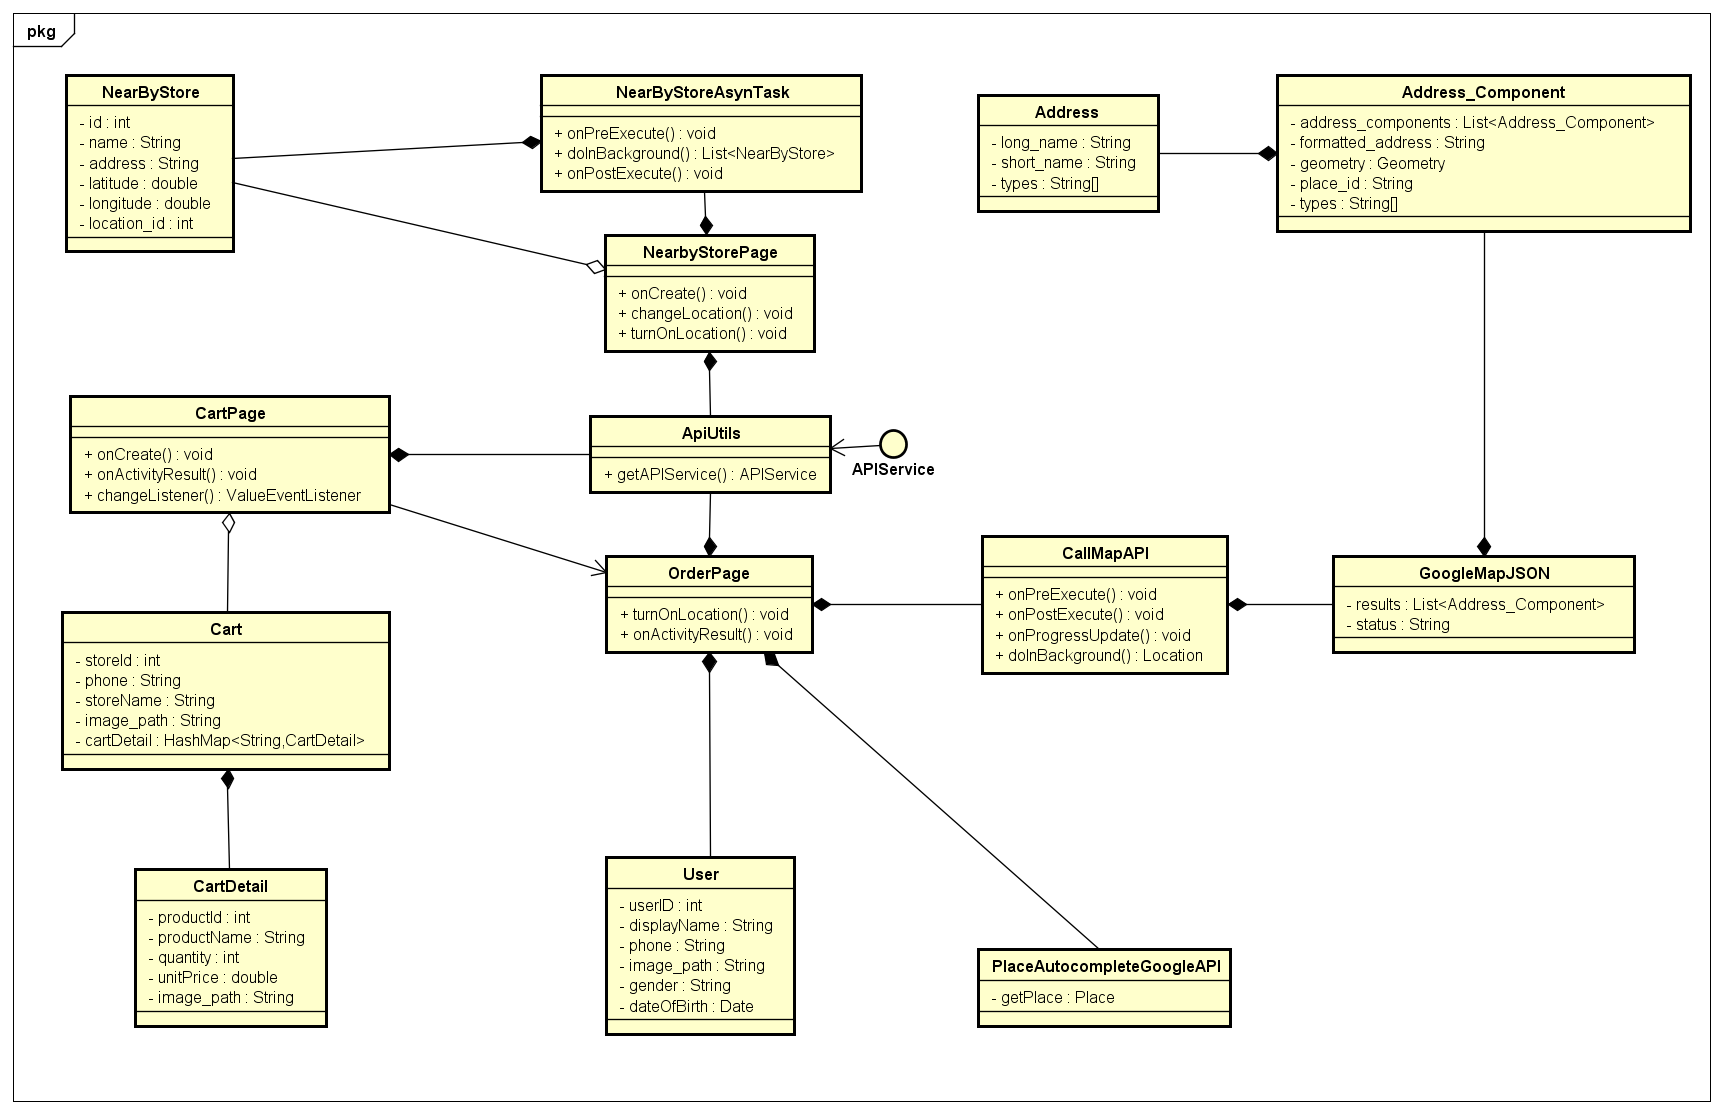 pkg
NearByStore
- id : int
- name : String
- address : String
- latitude : double
- longitude : double
- location_id : int
NearByStoreAsynTask
+ onPreExecute() : void
+ doInBackground() : List<NearByStore>
+ onPostExecute() : void
Address
- long_name : String
- short_name : String
- types : String[]
Address_Component
- address_components : List<Address_Component>
- formatted_address : String
- geometry : Geometry
- place_id : String
- types : String[]
NearbyStorePage
+ onCreate() : void
+ changeLocation() : void
+ turnOnLocation() : void
CartPage
+ onCreate() : void
+ onActivityResult() : void
+ changeListener() : ValueEventListener
ApiUtils
+ getAPIService() : APIService
APIService
OrderPage
+ turnOnLocation() : void
+ onActivityResult() : void
CallMapAPI
+ onPreExecute() : void
+ onPostExecute() : void
+ onProgressUpdate() : void
+ doInBackground() : Location
GoogleMapJSON
- results : List<Address_Component>
- status : String
Cart
- storeId : int
- phone : String
- storeName : String
- image_path : String
- cartDetail : HashMap<String,CartDetail>
CartDetail
- productId : int
- productName : String
- quantity : int
- unitPrice : double
- image_path : String
User
- userID : int
- displayName : String
- phone : String
- image_path : String
- gender : String
- dateOfBirth : Date
PlaceAutocompleteGoogleAPI
- getPlace : Place